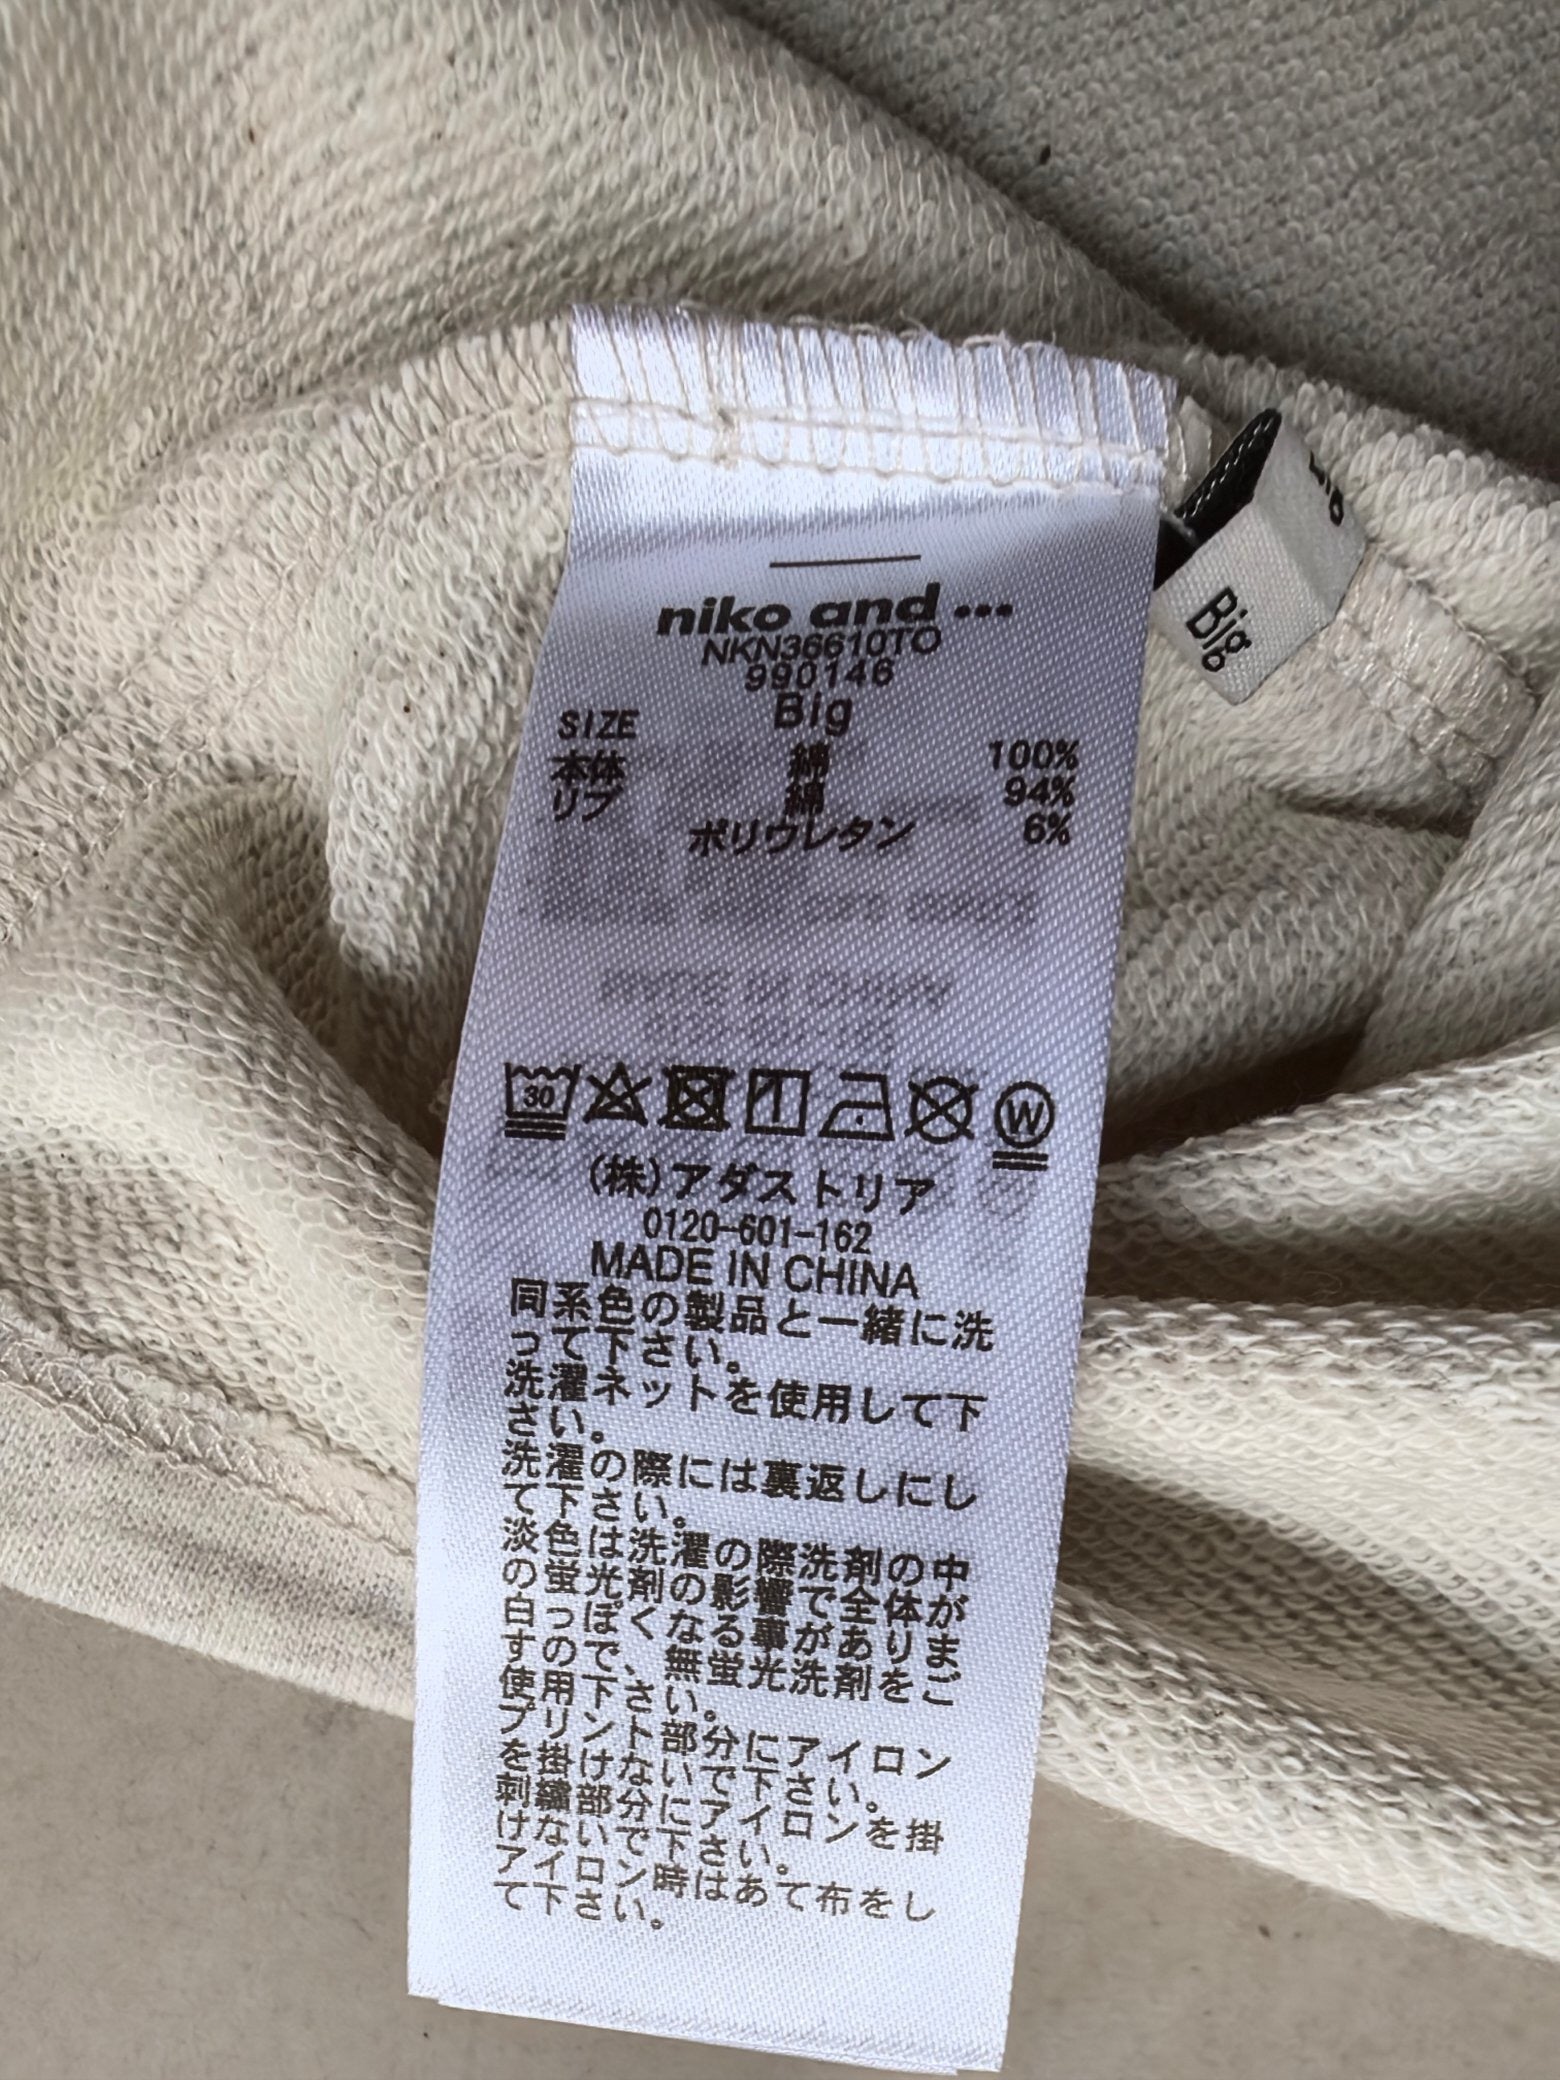 niko and ...
NKN36610TO
990146
SIZE Big
本体 綿 100%
リブ 綿 94%
ポリウレタン 6%
30
W
(株)アダストリア
0120-601-162
MADE IN CHINA
同系色の製品と一緒に洗
って下さい。
洗濯ネットを使用して下
さい。
洗濯の際には裏返しにし
て下さい。
淡色は洗濯の際洗剤の中
の蛍光剤の影響で全体が
白っぽくなる事がありま
すので、無蛍光洗剤をご
使用下さい。
プリント部分にアイロン
を掛けないで下さい。
刺繍部分にアイロンを掛
けないで下さい。
アイロン時はあて布をし
て下さい。
Big